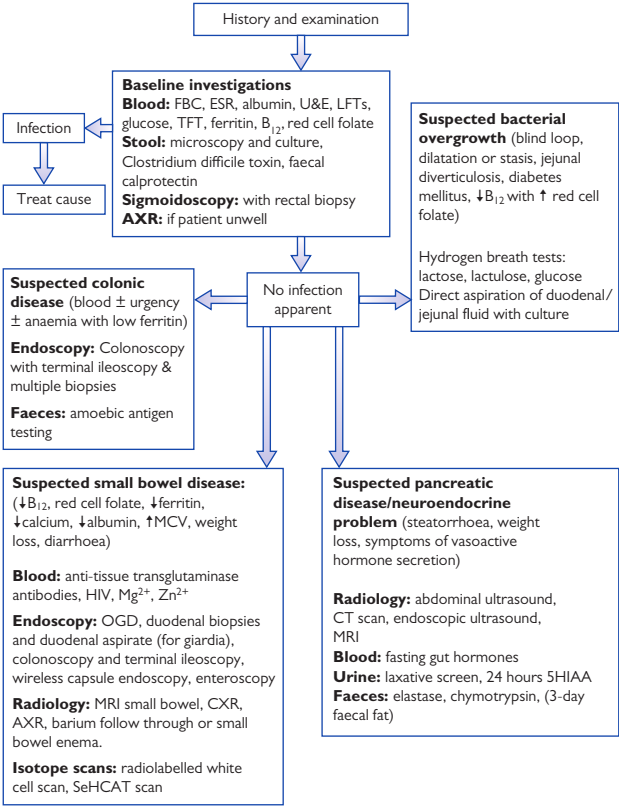 History and examination
Baseline investigations
Blood: FBC, ESR, albumin, U&E, LFTs,
glucose, TFT, ferritin, B12, red cell folate
Stool: microscopy and culture,
Clostridium difficile toxin, faecal
calprotectin
Sigmoidoscopy: with rectal biopsy
AXR: if patient unwell
Infection
Treat cause
Suspected bacterial
overgrowth (blind loop,
dilatation or stasis, jejunal
diverticulosis, diabetes
mellitus, ↓B12 with ↑ red cell
folate)
Hydrogen breath tests:
lactose, lactulose, glucose
Direct aspiration of duodenal/
jejunal fluid with culture
No infection
apparent
Suspected colonic
disease (blood ± urgency
± anaemia with low ferritin)
Endoscopy: Colonoscopy
with terminal ileoscopy &
multiple biopsies
Faeces: amoebic antigen
testing
Suspected small bowel disease:
(↓B12, red cell folate, ↓ferritin,
↓calcium, ↓albumin, ↑MCV, weight
loss, diarrhoea)
Blood: anti-tissue transglutaminase
antibodies, HIV, Mg2+, Zn2+
Endoscopy: OGD, duodenal biopsies
and duodenal aspirate (for giardia),
colonoscopy and terminal ileoscopy,
wireless capsule endoscopy, enteroscopy
Radiology: MRI small bowel, CXR,
AXR, barium follow through or small
bowel enema.
Isotope scans: radiolabelled white
cell scan, SeHCAT scan
Suspected pancreatic
disease/neuroendocrine
problem (steatorrhoea, weight
loss, symptoms of vasoactive
hormone secretion)
Radiology: abdominal ultrasound,
CT scan, endoscopic ultrasound,
MRI
Blood: fasting gut hormones
Urine: laxative screen, 24 hours 5HIAA
Faeces: elastase, chymotrypsin, (3-day
faecal fat)